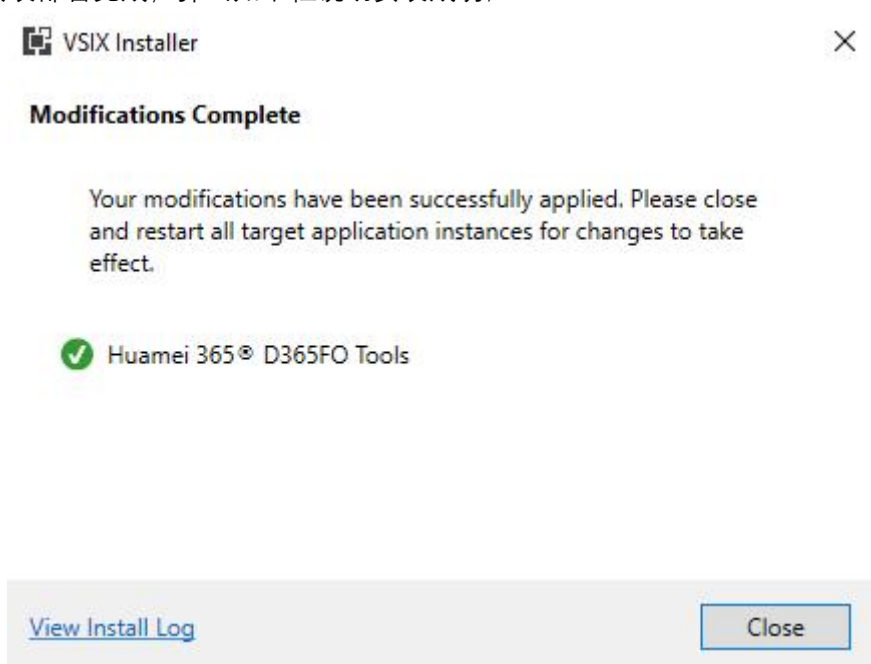 VSIX Installer
Modifications Complete
Your modifications have been successfully applied. Please close
and restart all target application instances for changes to take
effect.
Huamei 365® D365FO Tools
View Install Log
Close